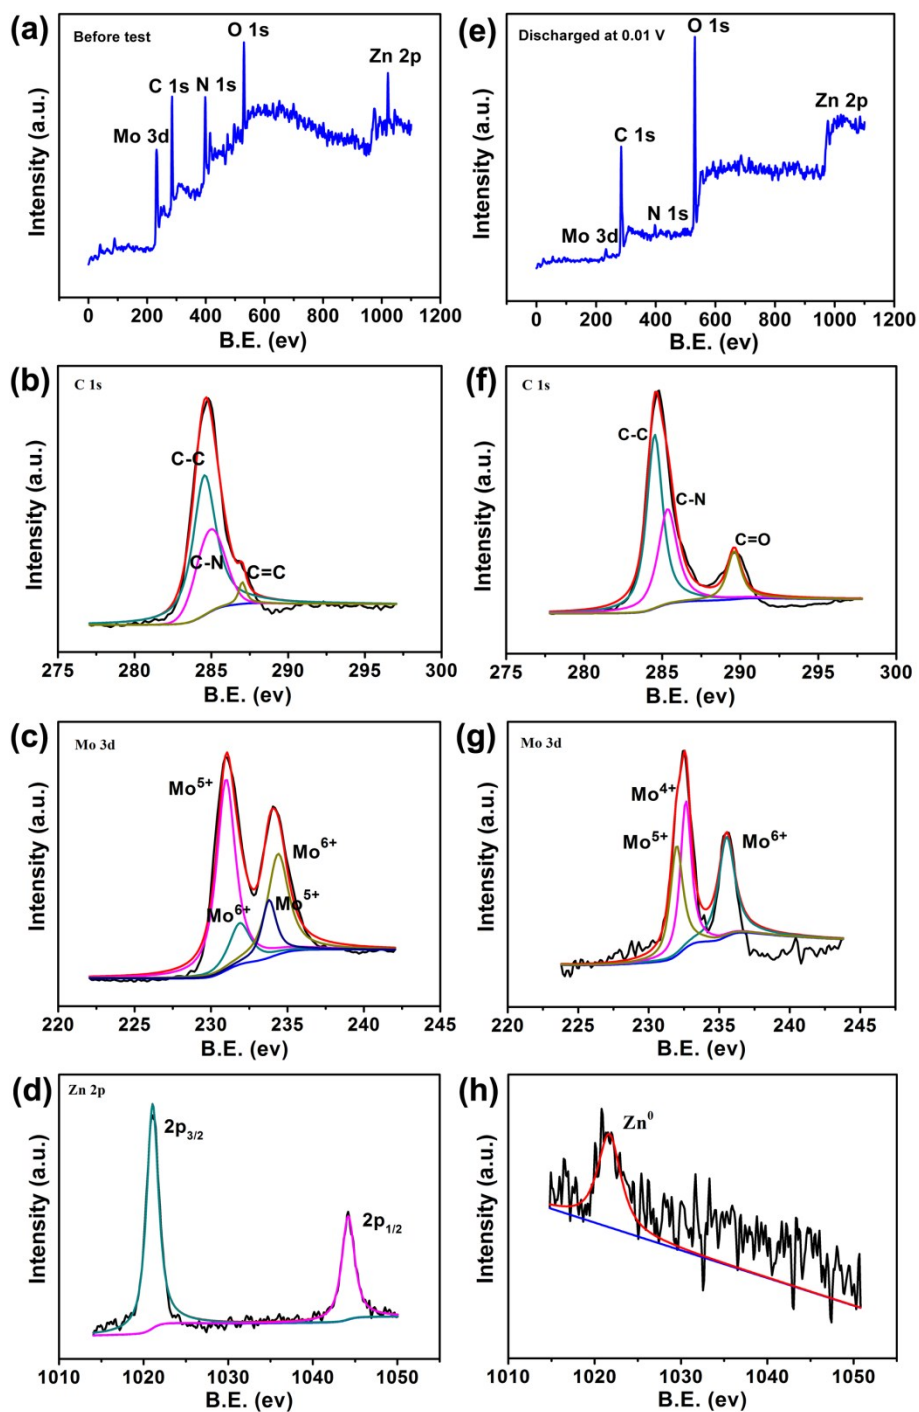 (a)
Before test
O 1s
Zn 2p
C 1s
N 1s
Mo 3d
Intensity (a.u.)
0 200 400 600 800 1000 1200
B.E. (ev)
(e)
Discharged at 0.01 V
O 1s
Zn 2p
C 1s
N 1s
Mo 3d
Intensity (a.u.)
0 200 400 600 800 1000 1200
B.E. (ev)
(b)
C 1s
C-C
C-N
C=C
Intensity (a.u.)
275 280 285 290 295 300
B.E. (ev)
(f)
C 1s
C-C
C-N
C=O
Intensity (a.u.)
275 280 285 290 295 300
B.E. (ev)
(c)
Mo 3d
Mo⁵⁺
Mo⁶⁺
Mo⁶⁺
Mo⁵⁺
Intensity (a.u.)
220 225 230 235 240 245
B.E. (ev)
(g)
Mo 3d
Mo⁴⁺
Mo⁵⁺
Mo⁶⁺
Intensity (a.u.)
220 225 230 235 240 245
B.E. (ev)
(d)
Zn 2p
2p₃/₂
2p₁/₂
Intensity (a.u.)
1010 1020 1030 1040 1050
B.E. (ev)
(h)
Zn⁰
Intensity (a.u.)
1010 1020 1030 1040 1050
B.E. (ev)